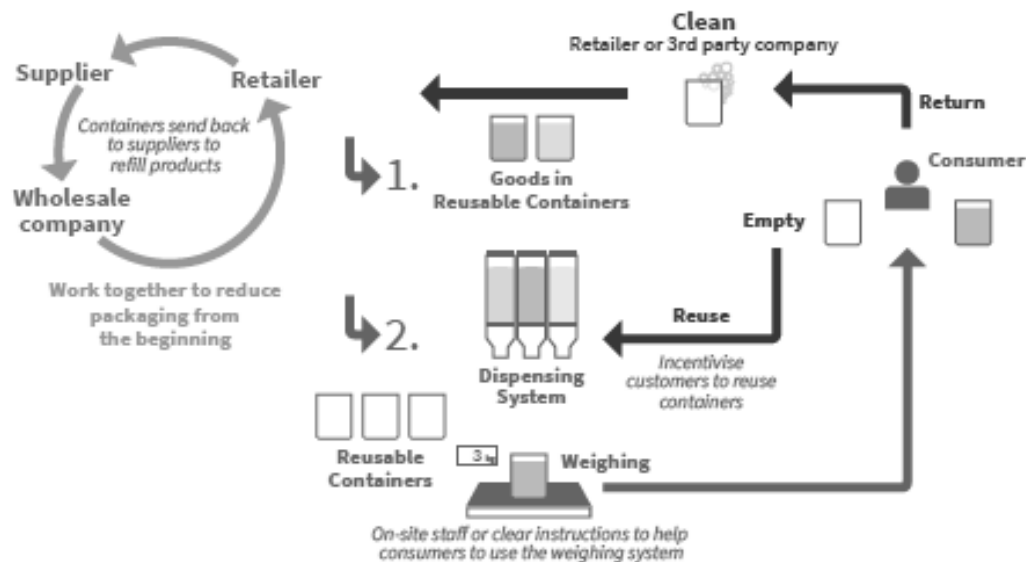 Supplier
Retailer
Containers send back
to suppliers to
refill products
Wholesale
company
Work together to reduce
packaging from
the beginning
Clean
Retailer or 3rd party company
Return
Consumer
1.
Goods in
Reusable Containers
Empty
2.
Dispensing
System
Reuse
Incentivise
customers to reuse
containers
Reusable
Containers
3 kg
Weighing
On-site staff or clear instructions to help
consumers to use the weighing system